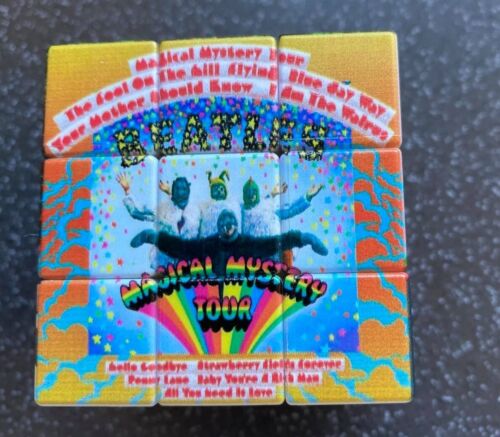 Magical Mystery Tour
The Fool On The Hill Flying Blue Jay Way
Your Mother Should Know I Am The Walrus
BEATLES
MAGICAL MYSTERY
TOUR
Hello Goodbye Strawberry Fields Forever
Penny Lane Baby You're A Rich Man
All You Need Is Love